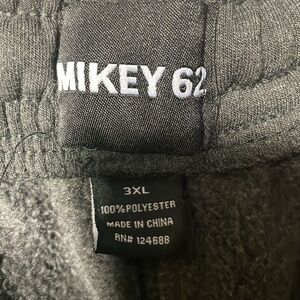 MIKEY 62
3XL
100% POLYESTER
MADE IN CHINA
RN# 124688